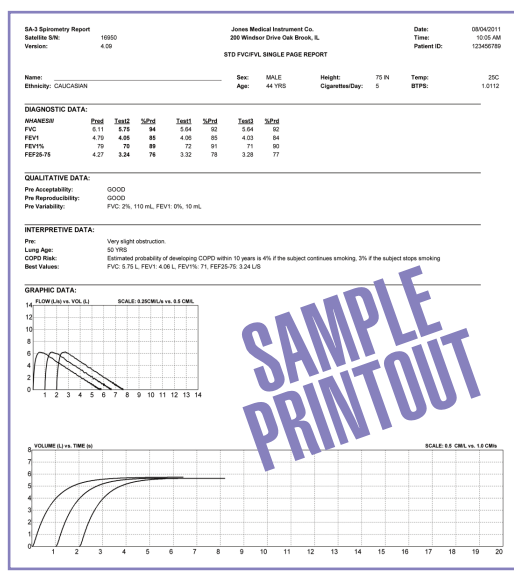 SA-3 Spirometry Report Jones Medical Instrument Co. Date: 08/04/2011
Satellite S/N: 16950 200 Windsor Drive Oak Brook, IL Time: 10:05 AM
Version: 4.09 Patient ID: 123456789
STD FVC/FVL SINGLE PAGE REPORT
Name: Sex: MALE Height: 75 IN Temp: 25C
Ethnicity: CAUCASIAN Age: 44 YRS Cigarettes/Day: 5 BTPS: 1.0112
DIAGNOSTIC DATA:
NHANESIII Pred Test2 %Prd Test1 %Prd Test3 %Prd
FVC 6.11 5.75 94 5.64 92 5.64 92
FEV1 4.79 4.05 85 4.06 85 4.03 84
FEV1% 79 70 89 72 91 71 90
FEF25-75 4.27 3.24 76 3.32 78 3.28 77
QUALITATIVE DATA:
Pre Acceptability: GOOD
Pre Reproducibility: GOOD
Pre Variability: FVC: 2%, 110 mL, FEV1: 0%, 10 mL
INTERPRETIVE DATA:
Pre: Very slight obstruction.
Lung Age: 50 YRS
COPD Risk: Estimated probability of developing COPD within 10 years is 4% if the subject continues smoking, 3% if the subject stops smoking
Best Values: FVC: 5.75 L, FEV1: 4.06 L, FEV1%: 71, FEF25-75: 3.24 L/S
GRAPHIC DATA:
FLOW (L/s) vs. VOL (L) SCALE: 0.25CM/L/s vs. 0.5 CM/L
14
12
10
8
6
4
2
0
1 2 3 4 5 6 7 8 9 10 11 12 13 14
SAMPLE
PRINTOUT
VOLUME (L) vs. TIME (s) SCALE: 0.5 CM/L vs. 1.0 CM/s
8
7
6
5
4
3
2
1
0
1 2 3 4 5 6 7 8 9 10 11 12 13 14 15 16 17 18 19 20